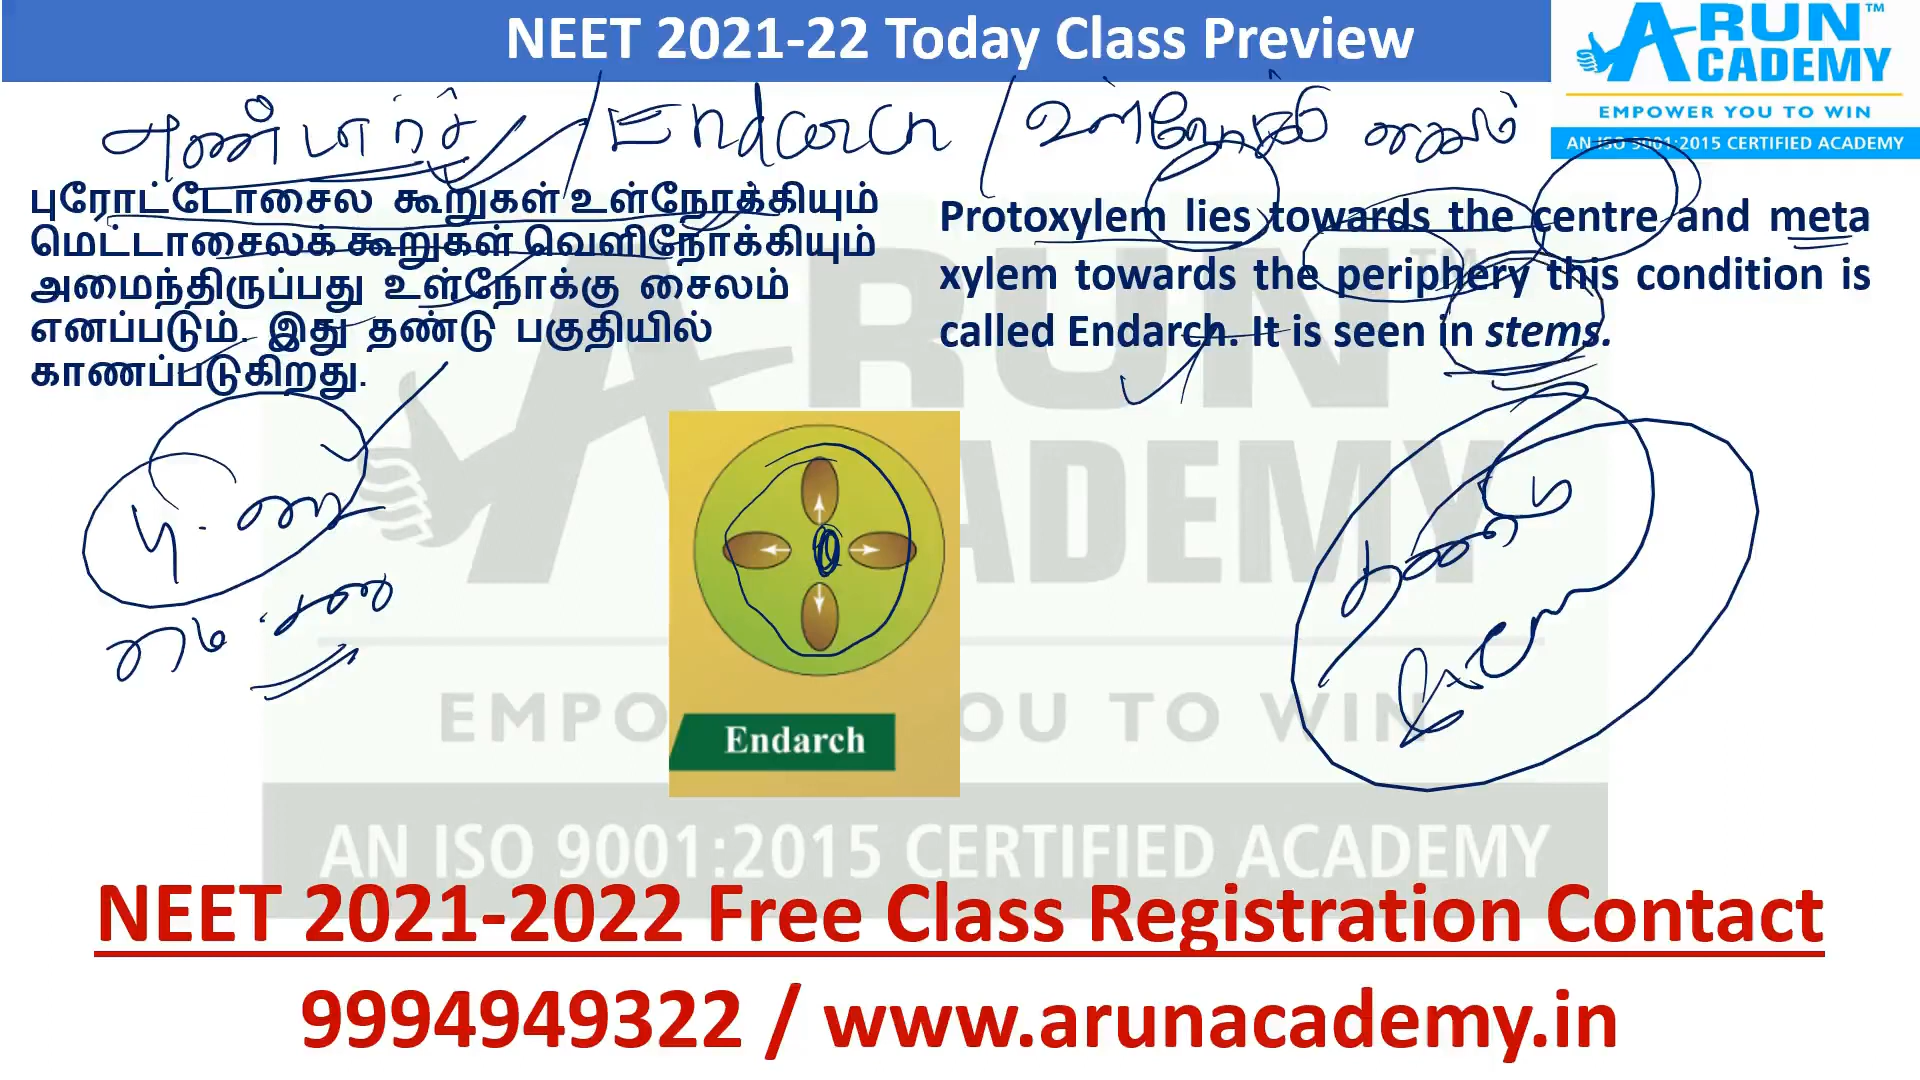 NEET 2021-22 Today Class Preview
ARUN ACADEMY™
EMPOWER YOU TO WIN
AN ISO 9001:2015 CERTIFIED ACADEMY
/ Endarch /
புரோட்டோசைல கூறுகள் உள்நோக்கியும்
மெட்டாசைலக் கூறுகள் வெளிநோக்கியும்
அமைந்திருப்பது உள்நோக்கு சைலம்
எனப்படும். இது தண்டு பகுதியில்
காணப்படுகிறது.
Protoxylem lies towards the centre and meta
xylem towards the periphery this condition is
called Endarch. It is seen in stems.
Endarch
ARUN ACADEMY™
EMPOWER YOU TO WIN
AN ISO 9001:2015 CERTIFIED ACADEMY
NEET 2021-2022 Free Class Registration Contact
9994949322 / www.arunacademy.in